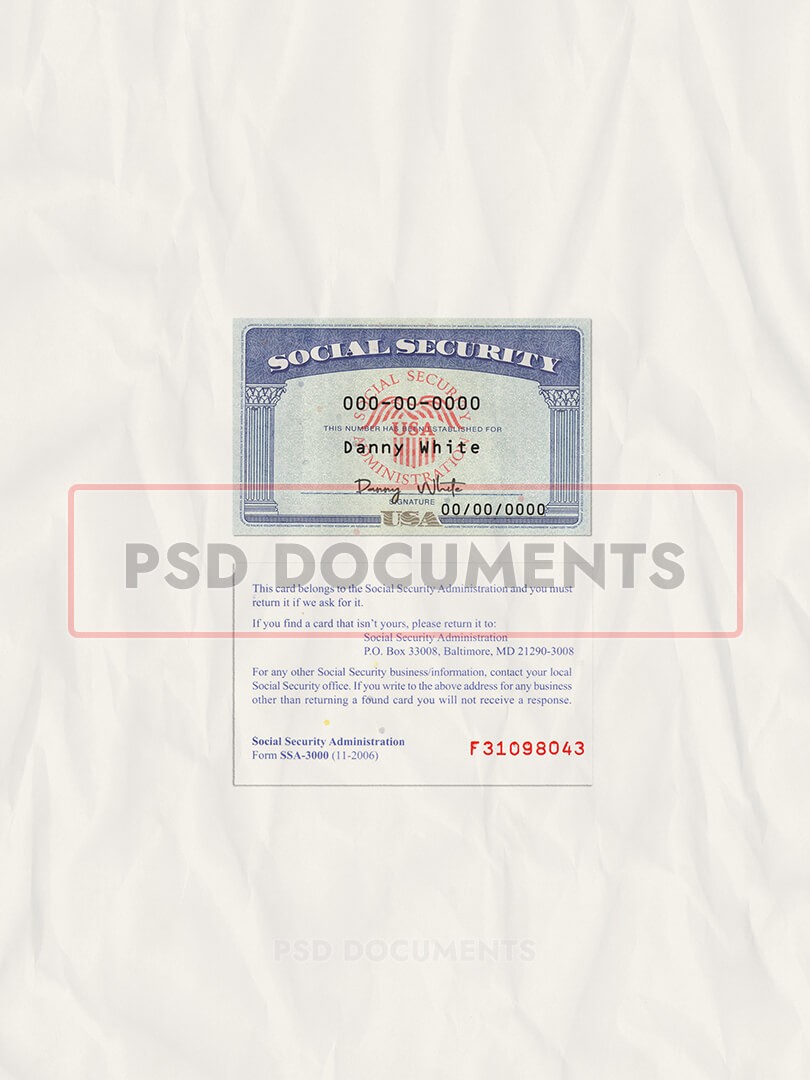 SOCIAL SECURITY
SOCIAL SECURITY
000-00-0000
THIS NUMBER HAS BEEN ESTABLISHED FOR
USA
Danny White
ADMINISTRATION
Danny White
SIGNATURE
00/00/0000
USA
PSD DOCUMENTS
This card belongs to the Social Security Administration and you must
return it if we ask for it.
If you find a card that isn't yours, please return it to:
Social Security Administration
P.O. Box 33008, Baltimore, MD 21290-3008
For any other Social Security business/information, contact your local
Social Security office. If you write to the above address for any business
other than returning a found card you will not receive a response.
Social Security Administration
Form SSA-3000 (11-2006)
F31098043
PSD DOCUMENTS